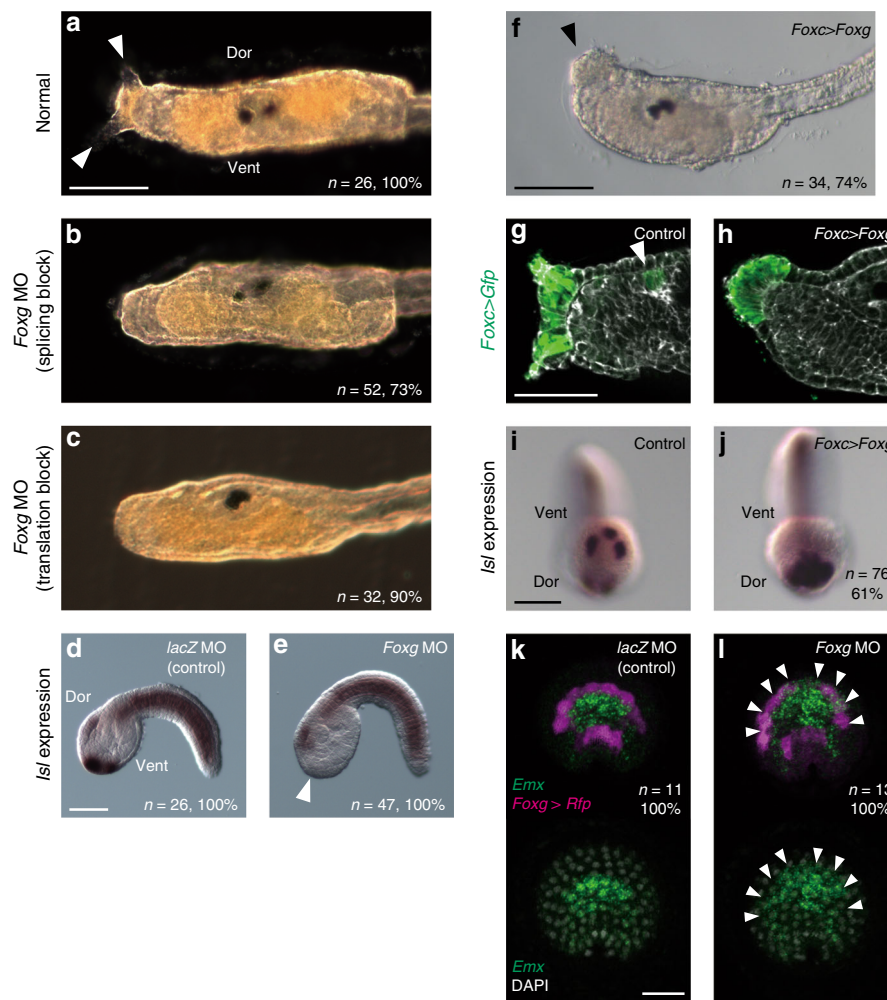 a
Normal
Dor
Vent
n = 26, 100%
b
Foxg MO
(splicing block)
n = 52, 73%
c
Foxg MO
(translation block)
n = 32, 90%
d
lacZ MO
(control)
Dor
Vent
Isl expression
n = 26, 100%
e
Foxg MO
n = 47, 100%
f
Foxc>Foxg
n = 34, 74%
g
Control
Foxc>Gfp
h
Foxc>Foxg
i
Control
Vent
Dor
Isl expression
j
Foxc>Foxg
Vent
Dor
n = 76
61%
k
lacZ MO
(control)
Emx
Foxg > Rfp
n = 11
100%
Emx
DAPI
l
Foxg MO
n = 13
100%